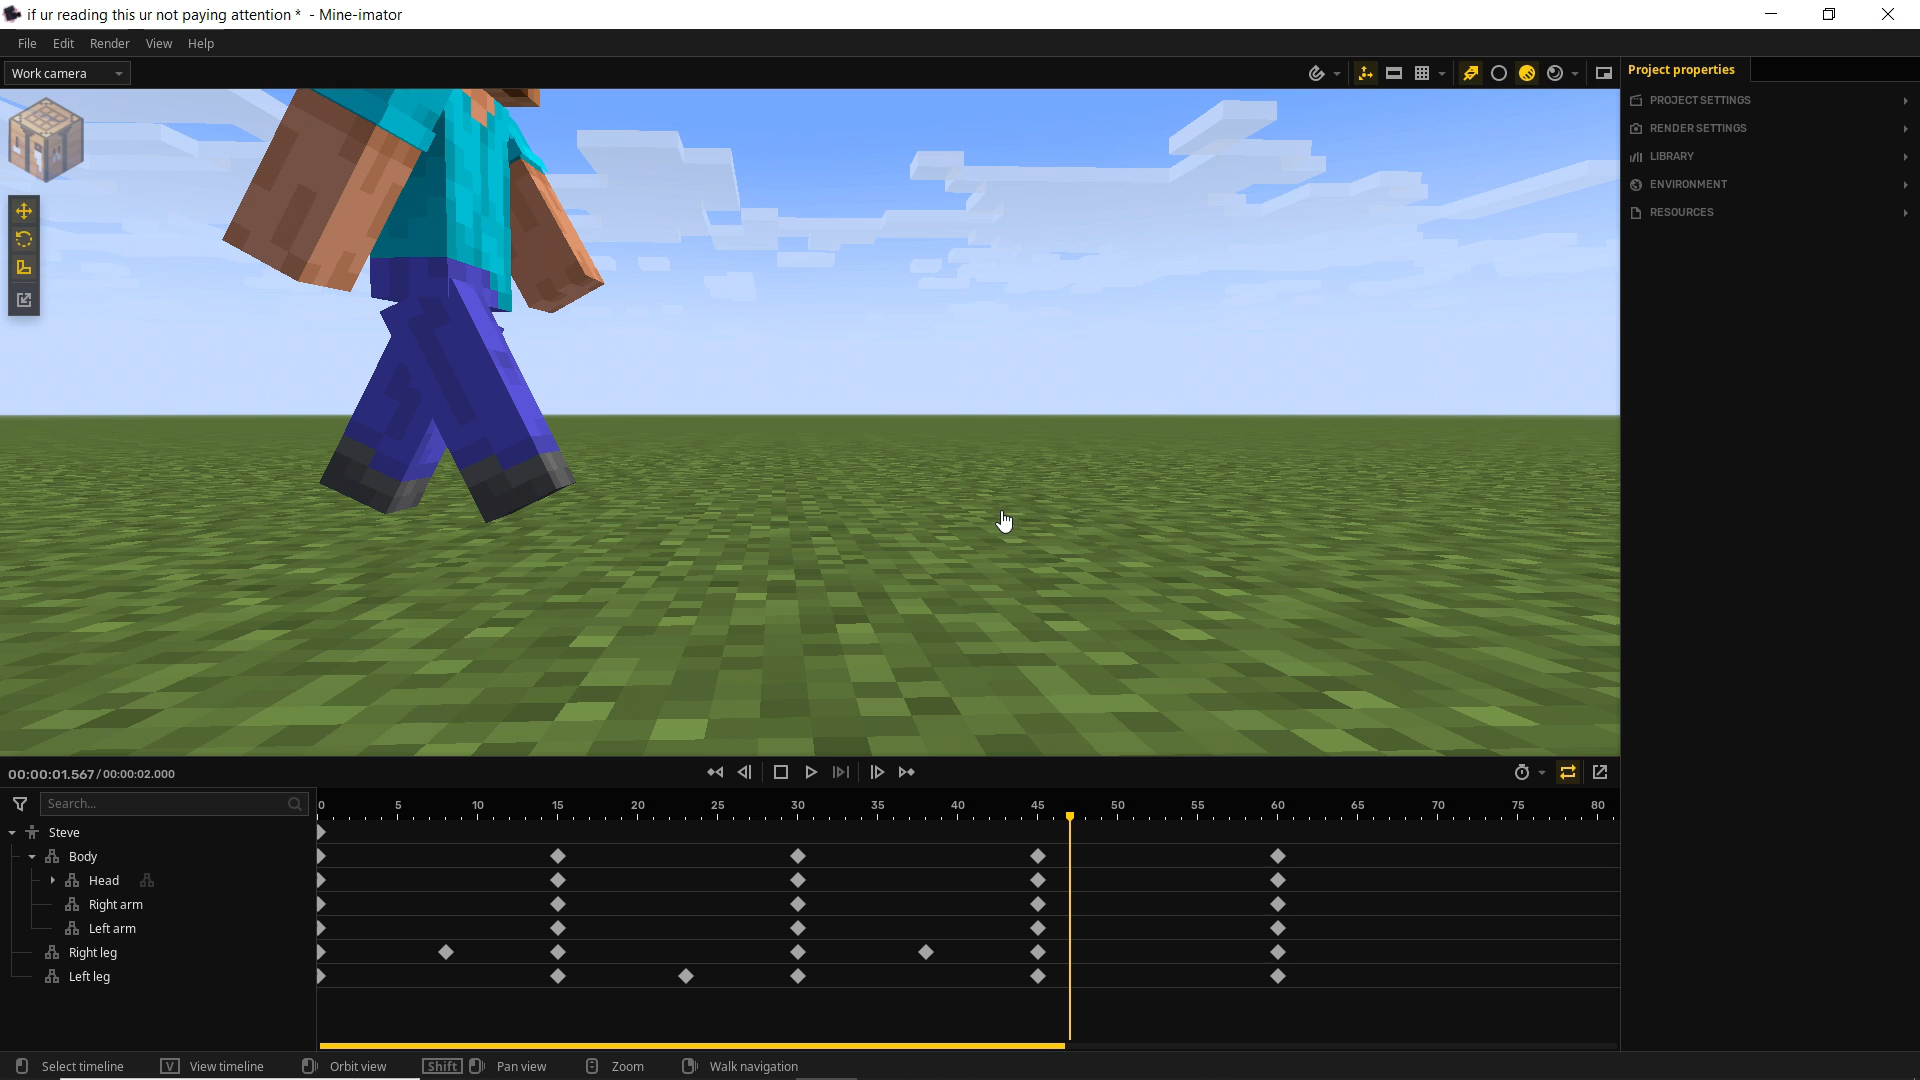 if ur reading this ur not paying attention * - Mine-imator
File Edit Render View Help
Work camera
Project properties
PROJECT SETTINGS
RENDER SETTINGS
LIBRARY
ENVIRONMENT
RESOURCES
00:00:01.567 / 00:00:02.000
Search...
0 5 10 15 20 25 30 35 40 45 50 55 60 65 70 75 80
Steve
Body
Head
Right arm
Left arm
Right leg
Left leg
Select timeline V View timeline Orbit view Shift Pan view Zoom Walk navigation